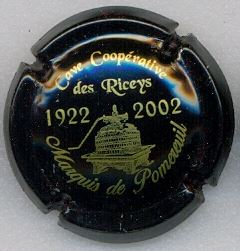 Cave Coopérative
des Riceys
1922 2002
Marquis de Pomereuil